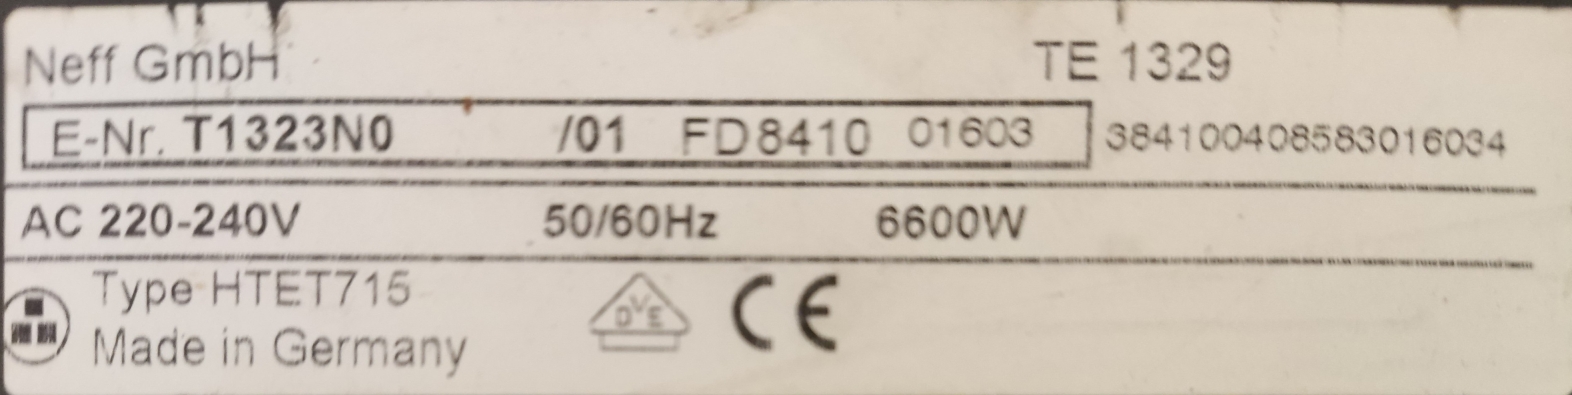 Neff GmbH TE 1329
E-Nr. T1323N0 /01 FD8410 01603 384100408583016034
AC 220-240V 50/60Hz 6600W
Type HTET715
DVE CE
Made in Germany